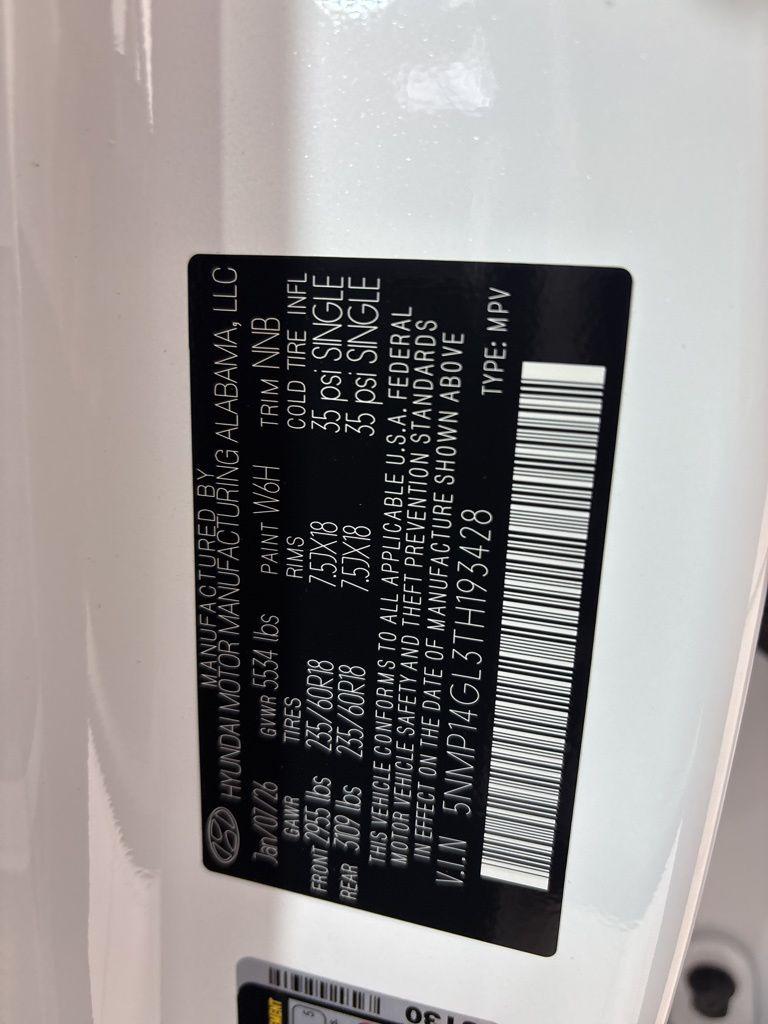 MANUFACTURED BY
HYUNDAI MOTOR MANUFACTURING ALABAMA, LLC
Jan/07/26 GVWR 5534 lbs PAINT W6H TRIM NNB
GAWR TIRES RIMS COLD TIRE INFL
FRONT 2955 lbs 235/60R18 7.5JX18 35 psi SINGLE
REAR 3109 lbs 235/60R18 7.5JX18 35 psi SINGLE
THIS VEHICLE CONFORMS TO ALL APPLICABLE U.S.A. FEDERAL
MOTOR VEHICLE SAFETY AND THEFT PREVENTION STANDARDS
IN EFFECT ON THE DATE OF MANUFACTURE SHOWN ABOVE
V.I.N 5NMP14GL3TH193428
TYPE: MPV